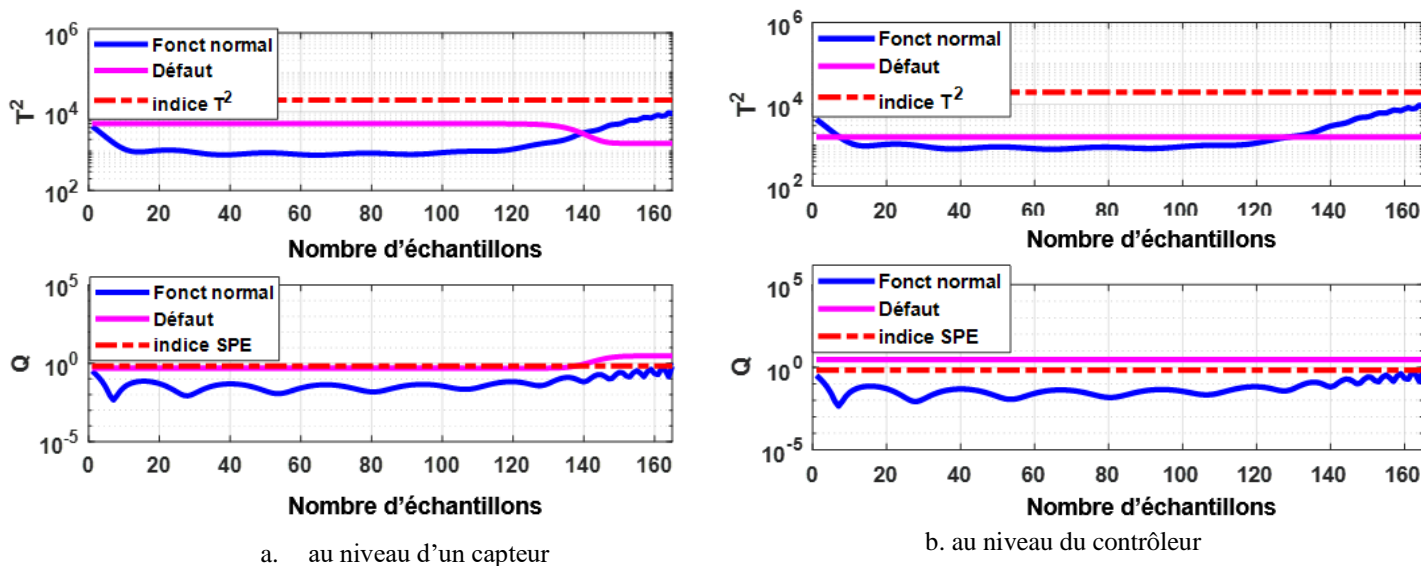 10^6
T^2
10^4
10^2
Fonct normal
Défaut
indice T^2
0 20 40 60 80 100 120 140 160
Nombre d'échantillons
10^5
Q
10^0
10^-5
Fonct normal
Défaut
indice SPE
0 20 40 60 80 100 120 140 160
Nombre d'échantillons
a. au niveau d'un capteur
10^6
T^2
10^4
10^2
Fonct normal
Défaut
indice T^2
0 20 40 60 80 100 120 140 160
Nombre d'échantillons
10^5
Q
10^0
10^-5
Fonct normal
Défaut
indice SPE
0 20 40 60 80 100 120 140 160
Nombre d'échantillons
b. au niveau du contrôleur